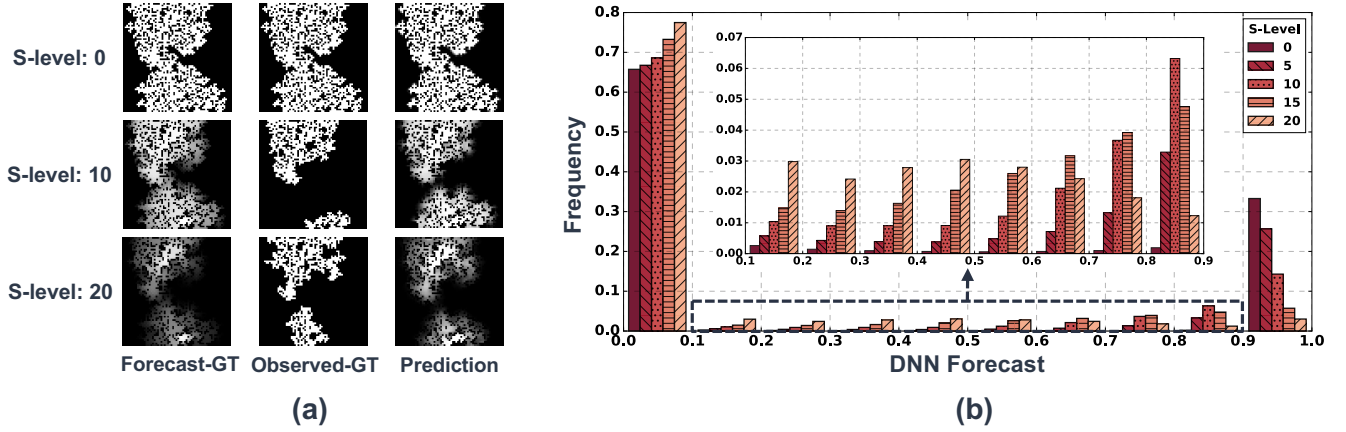 S-level: 0
S-level: 10
S-level: 20
Forecast-GT Observed-GT Prediction
(a)
Frequency
0.8
0.7
0.6
0.5
0.4
0.3
0.2
0.1
0.0
0.0 0.1 0.2 0.3 0.4 0.5 0.6 0.7 0.8 0.9 1.0
0.07
0.06
0.05
0.04
0.03
0.02
0.01
0.00
0.1 0.2 0.3 0.4 0.5 0.6 0.7 0.8 0.9
S-Level
0
5
10
15
20
DNN Forecast
(b)